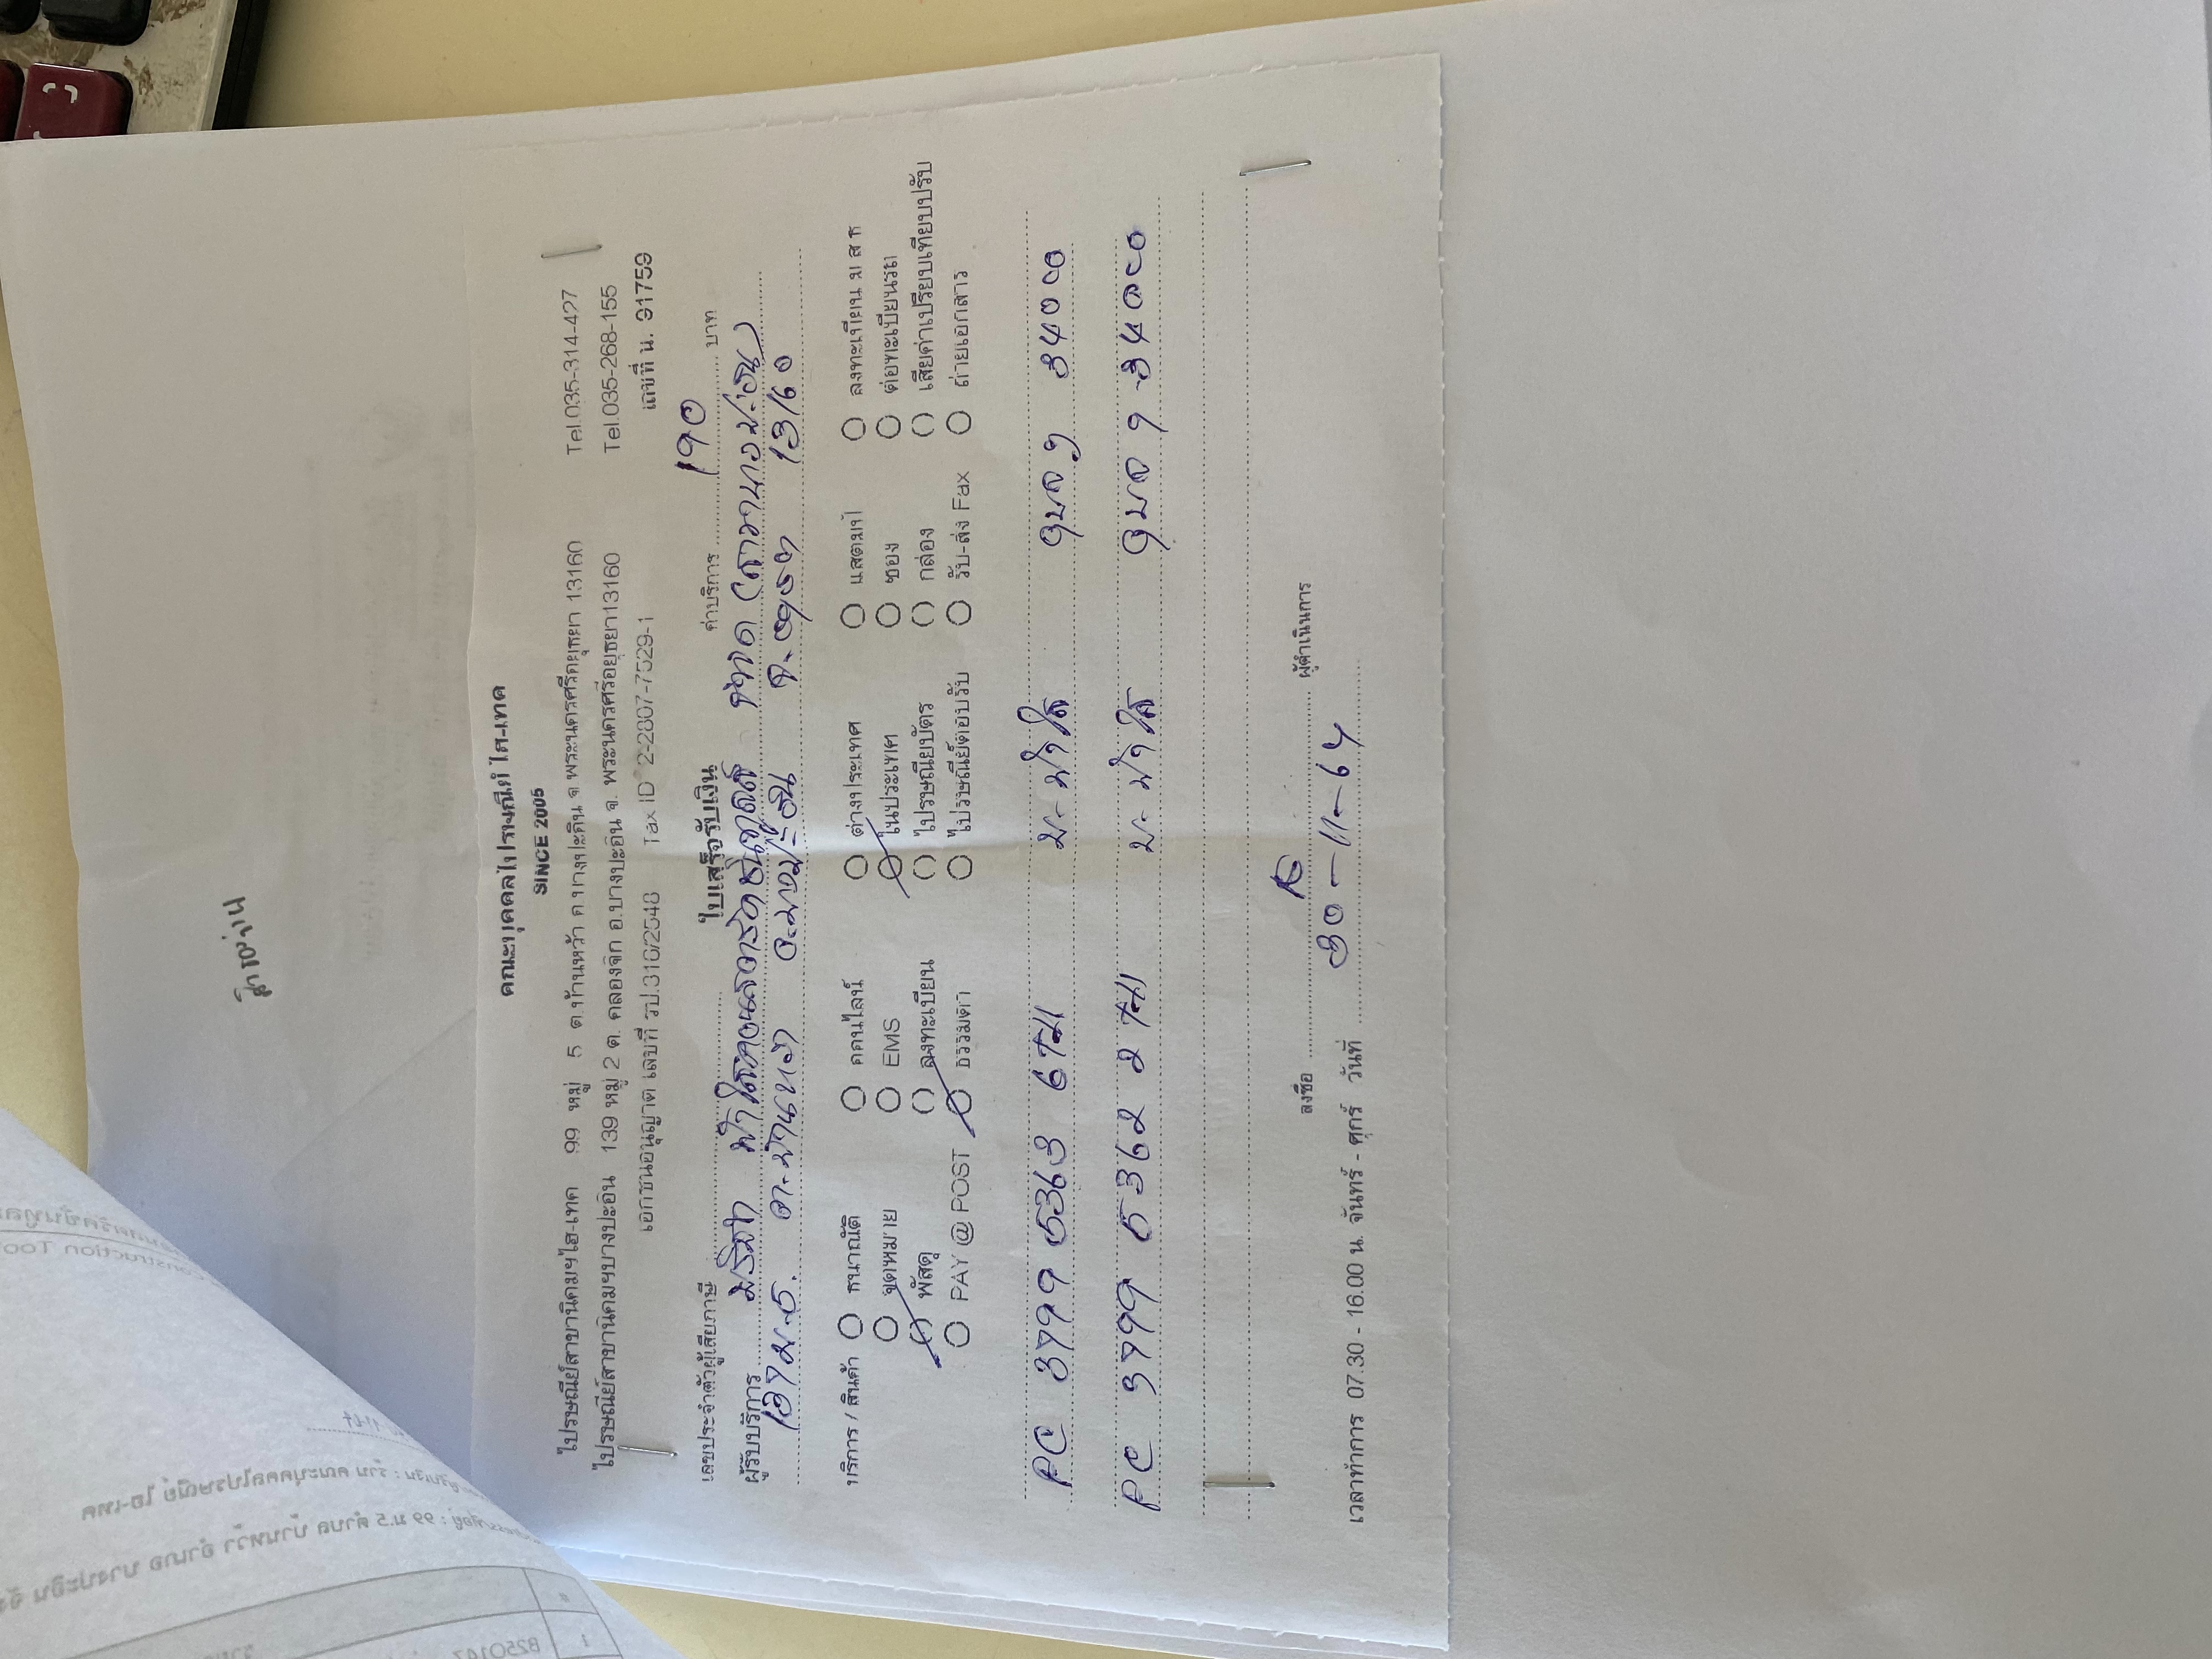 สำรองจ่าย
คณะบุคคลไปรษณีย์ ไฮ-เทค
SINCE 2005
ไปรษณีย์สาขานิคมฯไฮ-เทค 99 หมู่ 5 ต.บ้านหว้า อ.บางปะอิน จ.พระนครศรีอยุธยา 13160 Tel.035-314-427
ไปรษณีย์สาขานิคมฯบางปะอิน 139 หมู่ 2 ต. คลองจิก อ.บางปะอิน จ. พระนครศรีอยุธยา13160 Tel.035-268-155
เอกชนอนุญาต เลขที่ รป.316/2548 Tax ID 2-2807-7529-1 เลขที่ น. 91759
เลขประจำตัวผู้เสียภาษี ใบเสร็จรับเงิน ค่าบริการ 190 บาท
ผู้รับบริการ บริษัท ฟ้าใสคอนสตรัคชั่นทูลส์ จำกัด (สาขาบางปะอิน)
137 ม.5. ต.บ้านหว้า อ.บางปะอิน จ.อยุธยา 13160
บริการ / สินค้า ธนาณัติ ออนไลน์ ต่างประเทศ แสตมป์ ลงทะเบียน ม ส ธ
จดหมาย EMS ในประเทศ ซอง ต่อทะเบียนรถ
พัสดุ ลงทะเบียน ไปรษณียบัตร กล่อง เสียค่าเปรียบเทียบปรับ
PAY @ POST ธรรมดา ไปรษณีย์ตอบรับ รับ-ส่ง Fax ถ่ายเอกสาร
PC 3799 5363 6TH บ. ฟ้าใส อุบล ฯ 34000
PC 3799 5362 2 TH บ. ฟ้าใส อุบล ฯ 34000
ลงชื่อ ผู้ดำเนินการ
เวลาทำการ 07.30 - 16.00 น. จันทร์ - ศุกร์ วันที่ 30-11-64